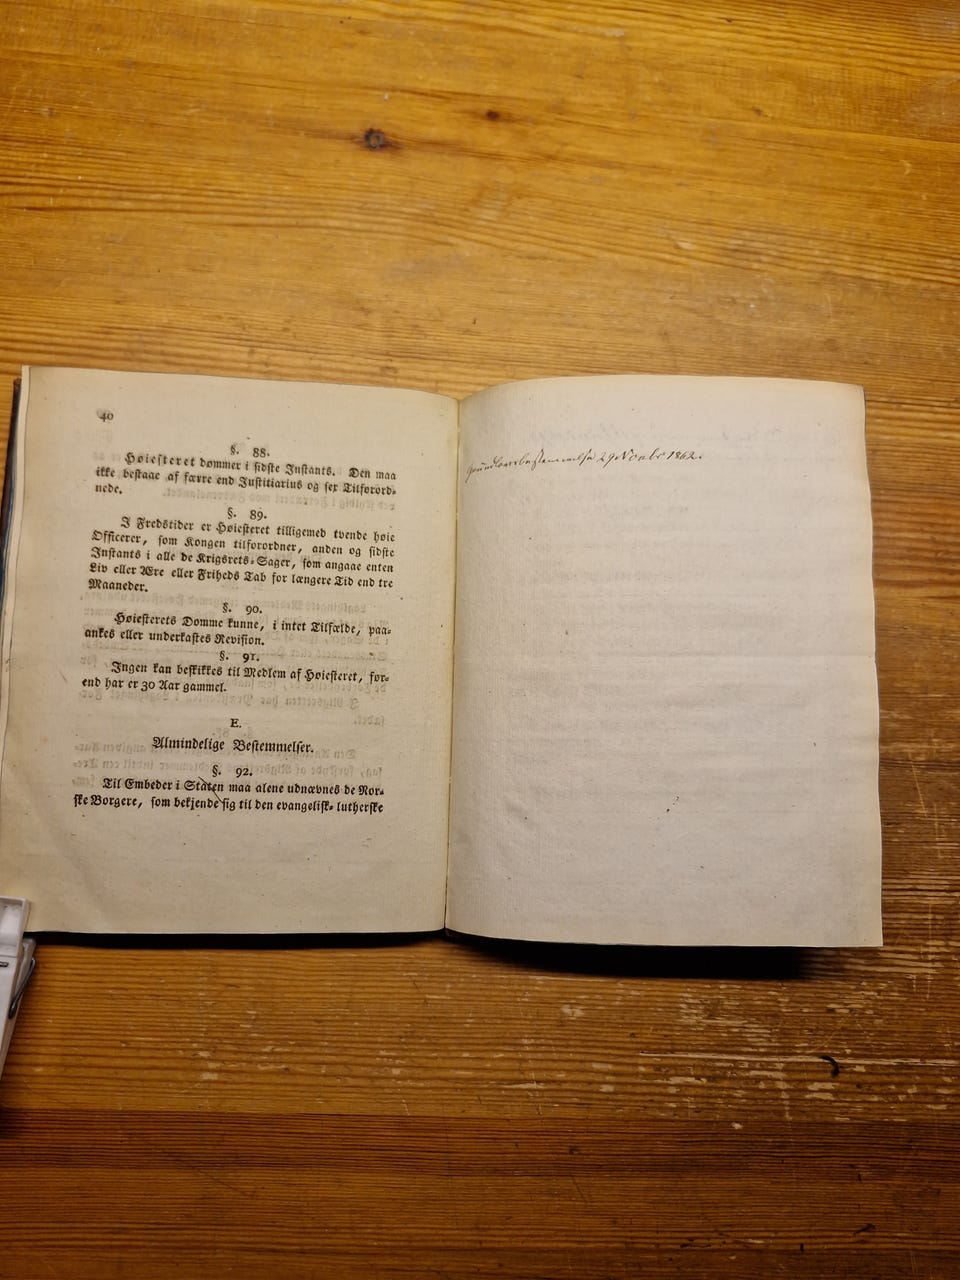 40
§. 88.
Høiesteret dømmer i sidste Instants. Den maa
ikke bestaae af færre end Justitiarius og sex Tilforord-
nede.
§. 89.
I Fredstider er Høiesteret tilligemed tvende høie
Officerer, som Kongen tilforordner, anden og sidste
Instants i alle de Krigsrets-Sager, som angaae enten
Liv eller Ære eller Friheds Tab for længere Tid end tre
Maaneder.
§. 90.
Høiesterets Domme kunne, i intet Tilfælde, paa-
ankes eller underkastes Revision.
§. 91.
Ingen kan beskikkes til Medlem af Høiesteret, før-
end har er 30 Aar gammel.
E.
Almindelige Bestemmelser.
§. 92.
Til Embeder i Staten maa alene udnævnes de Nor-
ske Borgere, som bekjende sig til den evangelisk-lutherske
Grundlovsbestemmelse 29 Novbr 1862.